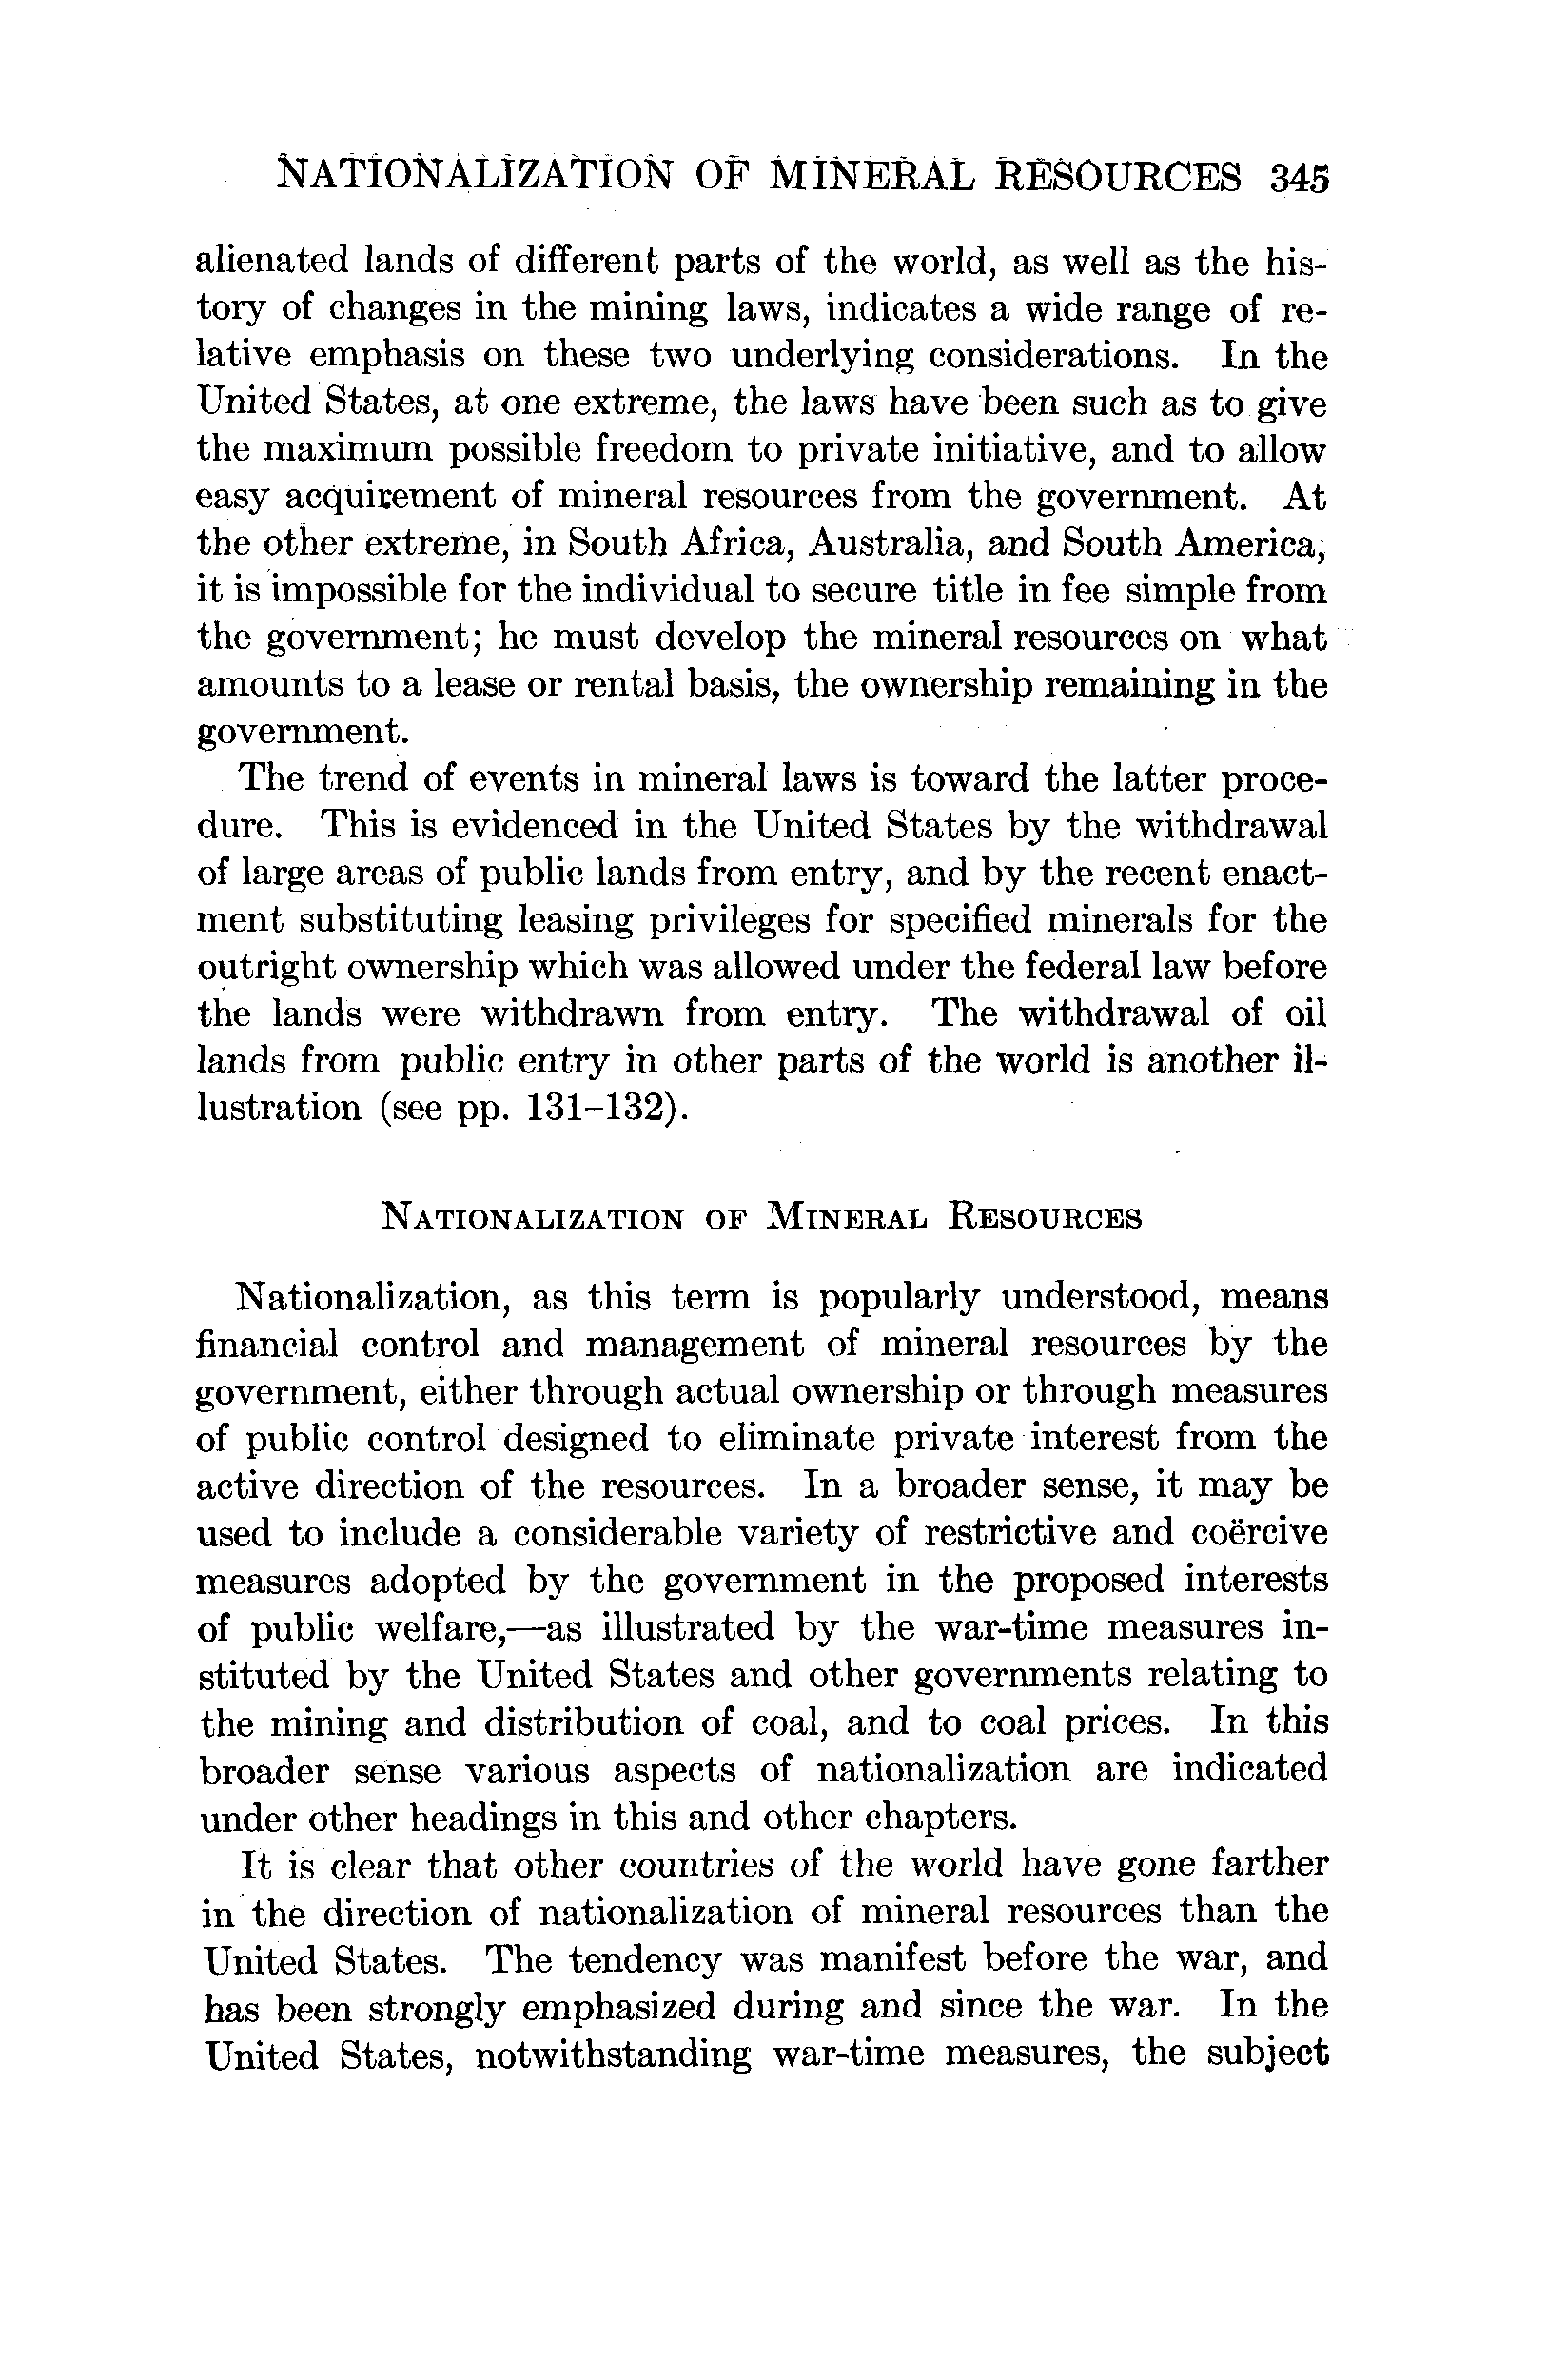 NATIONALIZATION OF MINERAL RESOURCES 345
alienated lands of different parts of the world, as well as the his-
tory of changes in the mining laws, indicates a wide range of re-
lative emphasis on these two underlying considerations. In the
United States, at one extreme, the laws have been such as to give
the maximum possible freedom to private initiative, and to allow
easy acquirement of mineral resources from the government. At
the other extreme, in South Africa, Australia, and South America,
it is impossible for the individual to secure title in fee simple from
the government; he must develop the mineral resources on what
amounts to a lease or rental basis, the ownership remaining in the
government.
The trend of events in mineral laws is toward the latter proce-
dure. This is evidenced in the United States by the withdrawal
of large areas of public lands from entry, and by the recent enact-
ment substituting leasing privileges for specified minerals for the
outright ownership which was allowed under the federal law before
the lands were withdrawn from entry. The withdrawal of oil
lands from public entry in other parts of the world is another il-
lustration (see pp. 131–132).
NATIONALIZATION OF MINERAL RESOURCES
Nationalization, as this term is popularly understood, means
financial control and management of mineral resources by the
government, either through actual ownership or through measures
of public control designed to eliminate private interest from the
active direction of the resources. In a broader sense, it may be
used to include a considerable variety of restrictive and coërcive
measures adopted by the government in the proposed interests
of public welfare,—as illustrated by the war-time measures in-
stituted by the United States and other governments relating to
the mining and distribution of coal, and to coal prices. In this
broader sense various aspects of nationalization are indicated
under other headings in this and other chapters.
It is clear that other countries of the world have gone farther
in the direction of nationalization of mineral resources than the
United States. The tendency was manifest before the war, and
has been strongly emphasized during and since the war. In the
United States, notwithstanding war-time measures, the subject